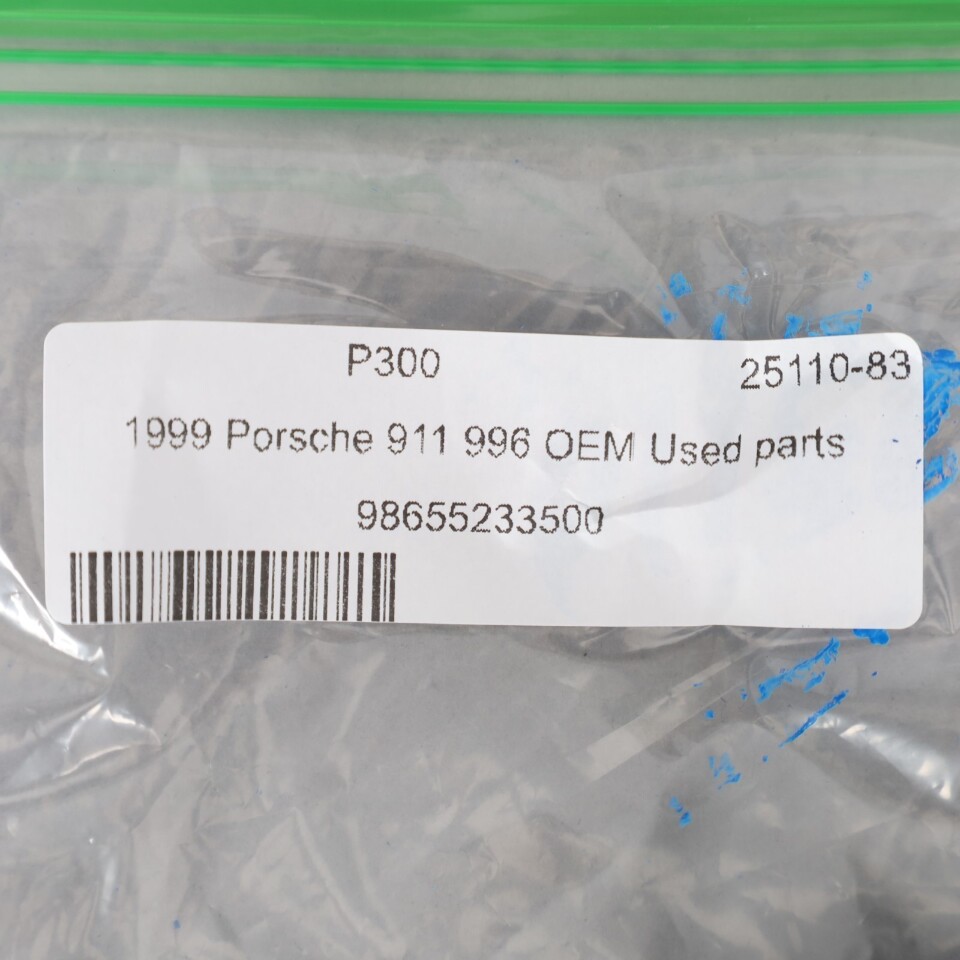 P300 25110-83
1999 Porsche 911 996 OEM Used parts
98655233500